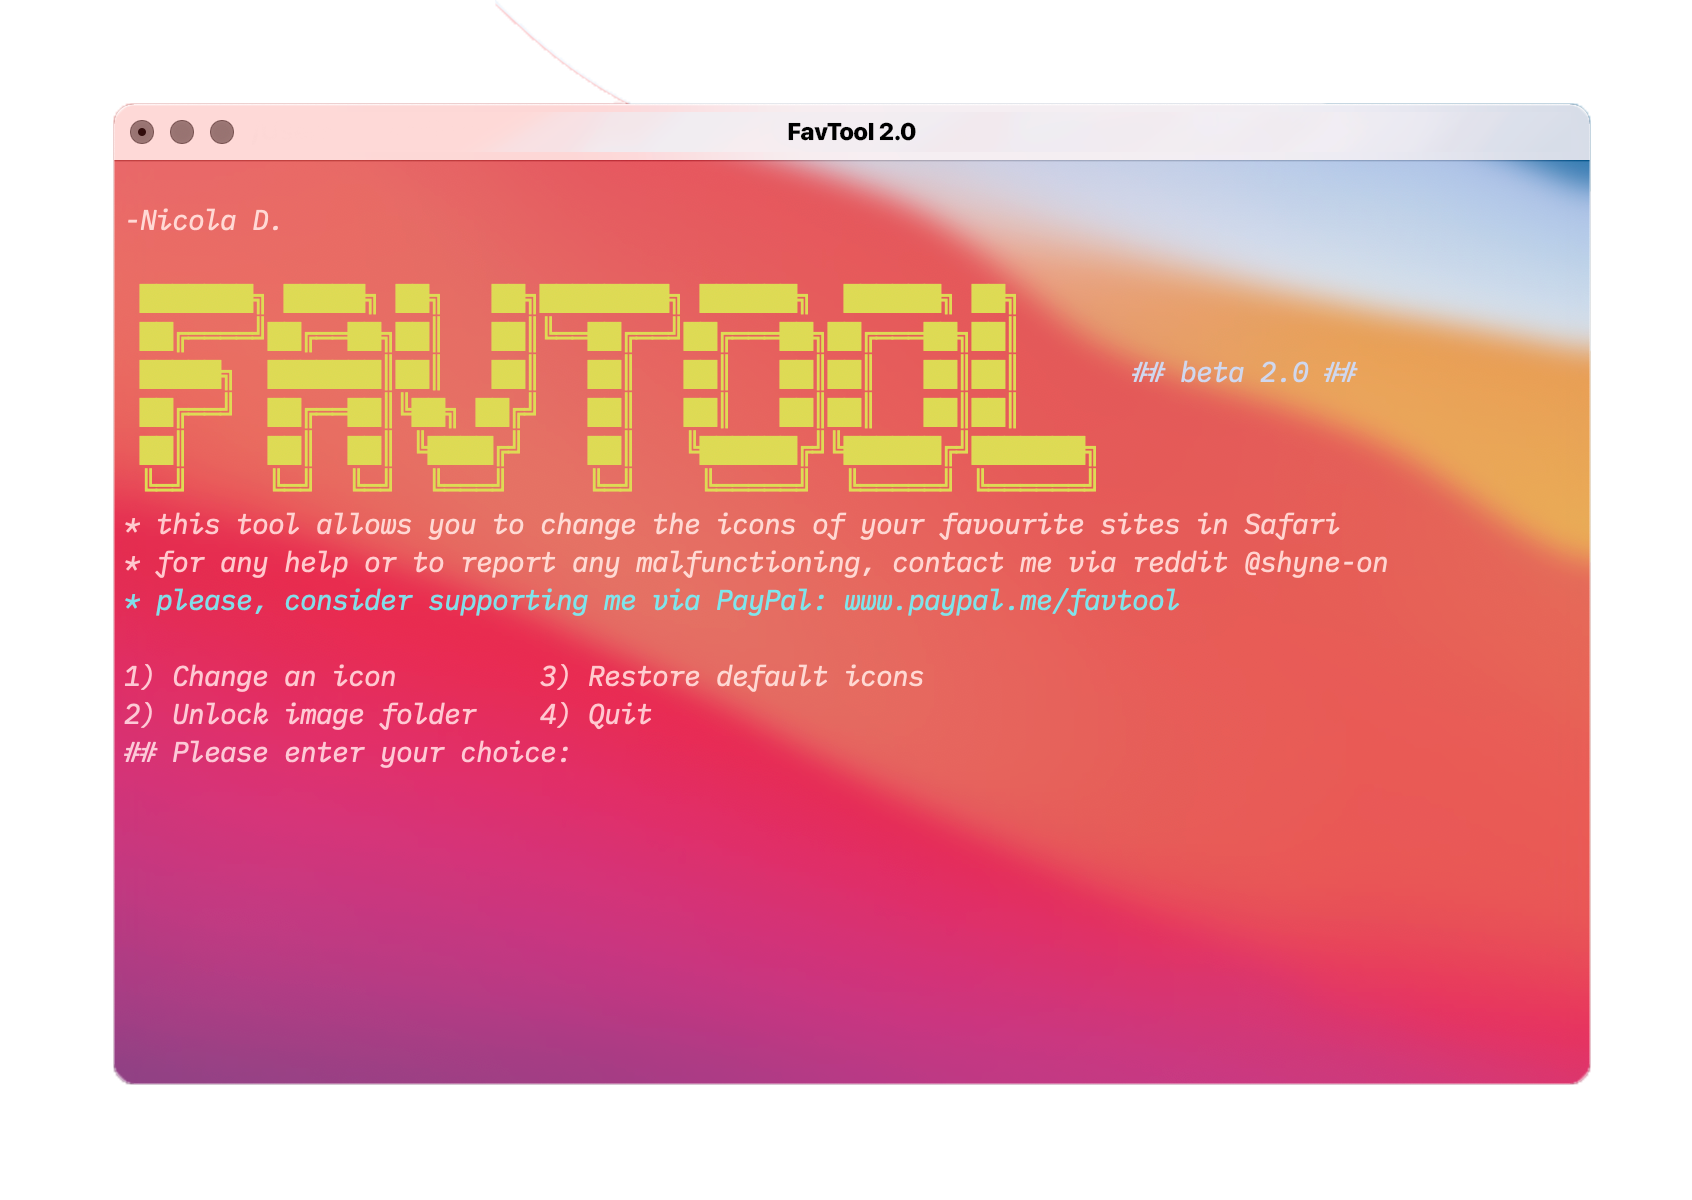 FavTool 2.0
-Nicola D.
FAVTOOL
## beta 2.0 ##
* this tool allows you to change the icons of your favourite sites in Safari
* for any help or to report any malfunctioning, contact me via reddit @shyne-on
* please, consider supporting me via PayPal: www.paypal.me/favtool
1) Change an icon 3) Restore default icons
2) Unlock image folder 4) Quit
## Please enter your choice: